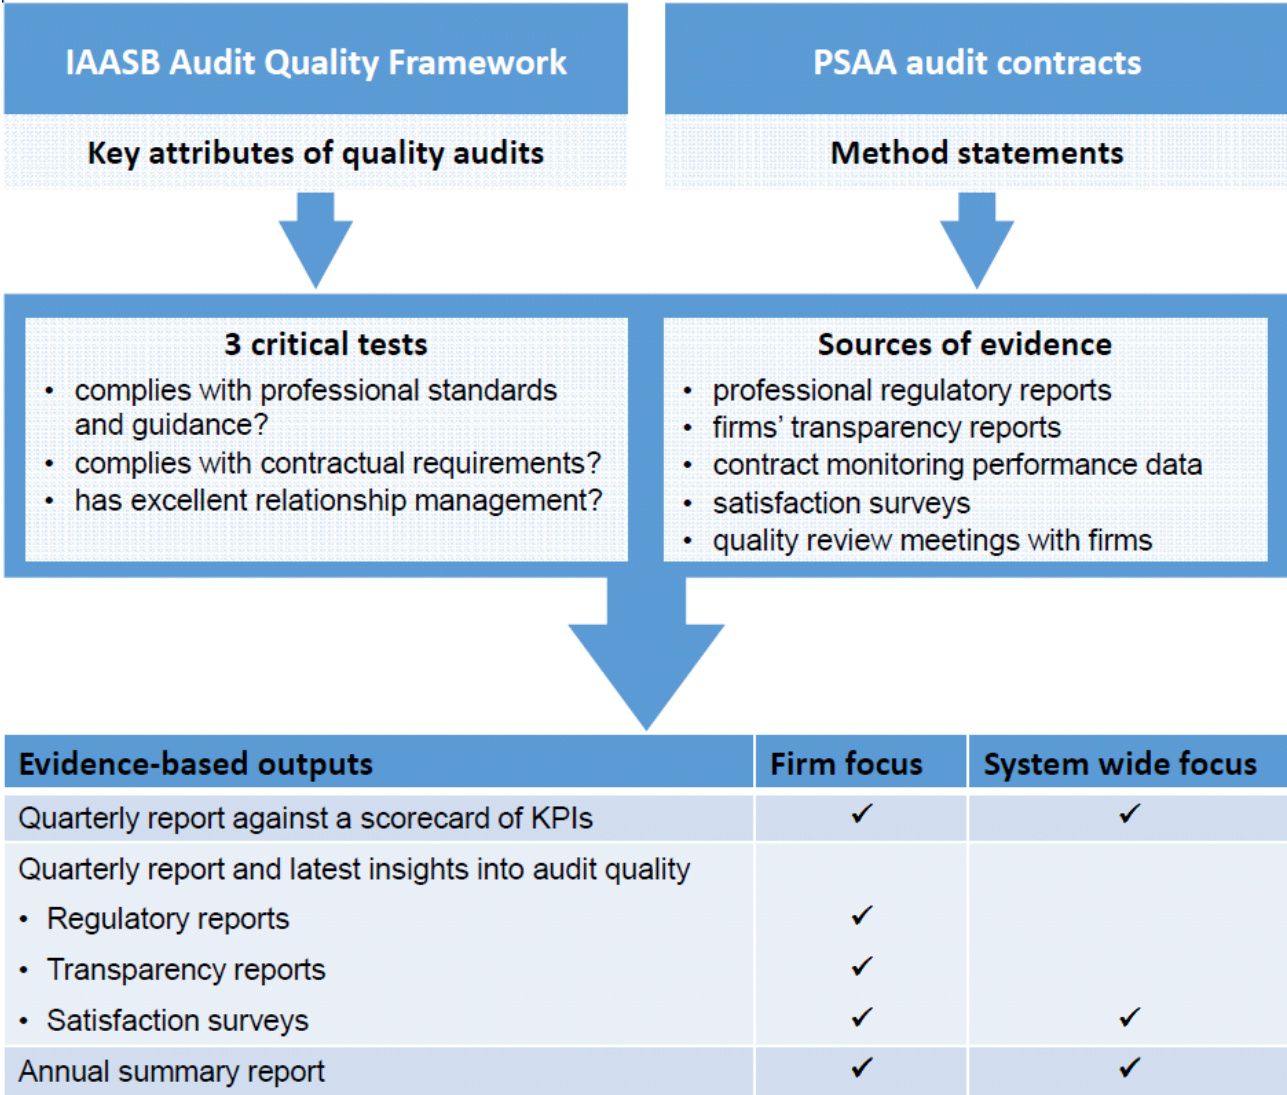 IAASB Audit Quality Framework
Key attributes of quality audits
PSAA audit contracts
Method statements
3 critical tests
• complies with professional standards
and guidance?
• complies with contractual requirements?
• has excellent relationship management?
Sources of evidence
• professional regulatory reports
• firms' transparency reports
• contract monitoring performance data
• satisfaction surveys
• quality review meetings with firms
Evidence-based outputs Firm focus System wide focus
Quarterly report against a scorecard of KPIs ✓ ✓
Quarterly report and latest insights into audit quality
• Regulatory reports ✓
• Transparency reports ✓
• Satisfaction surveys ✓ ✓
Annual summary report ✓ ✓